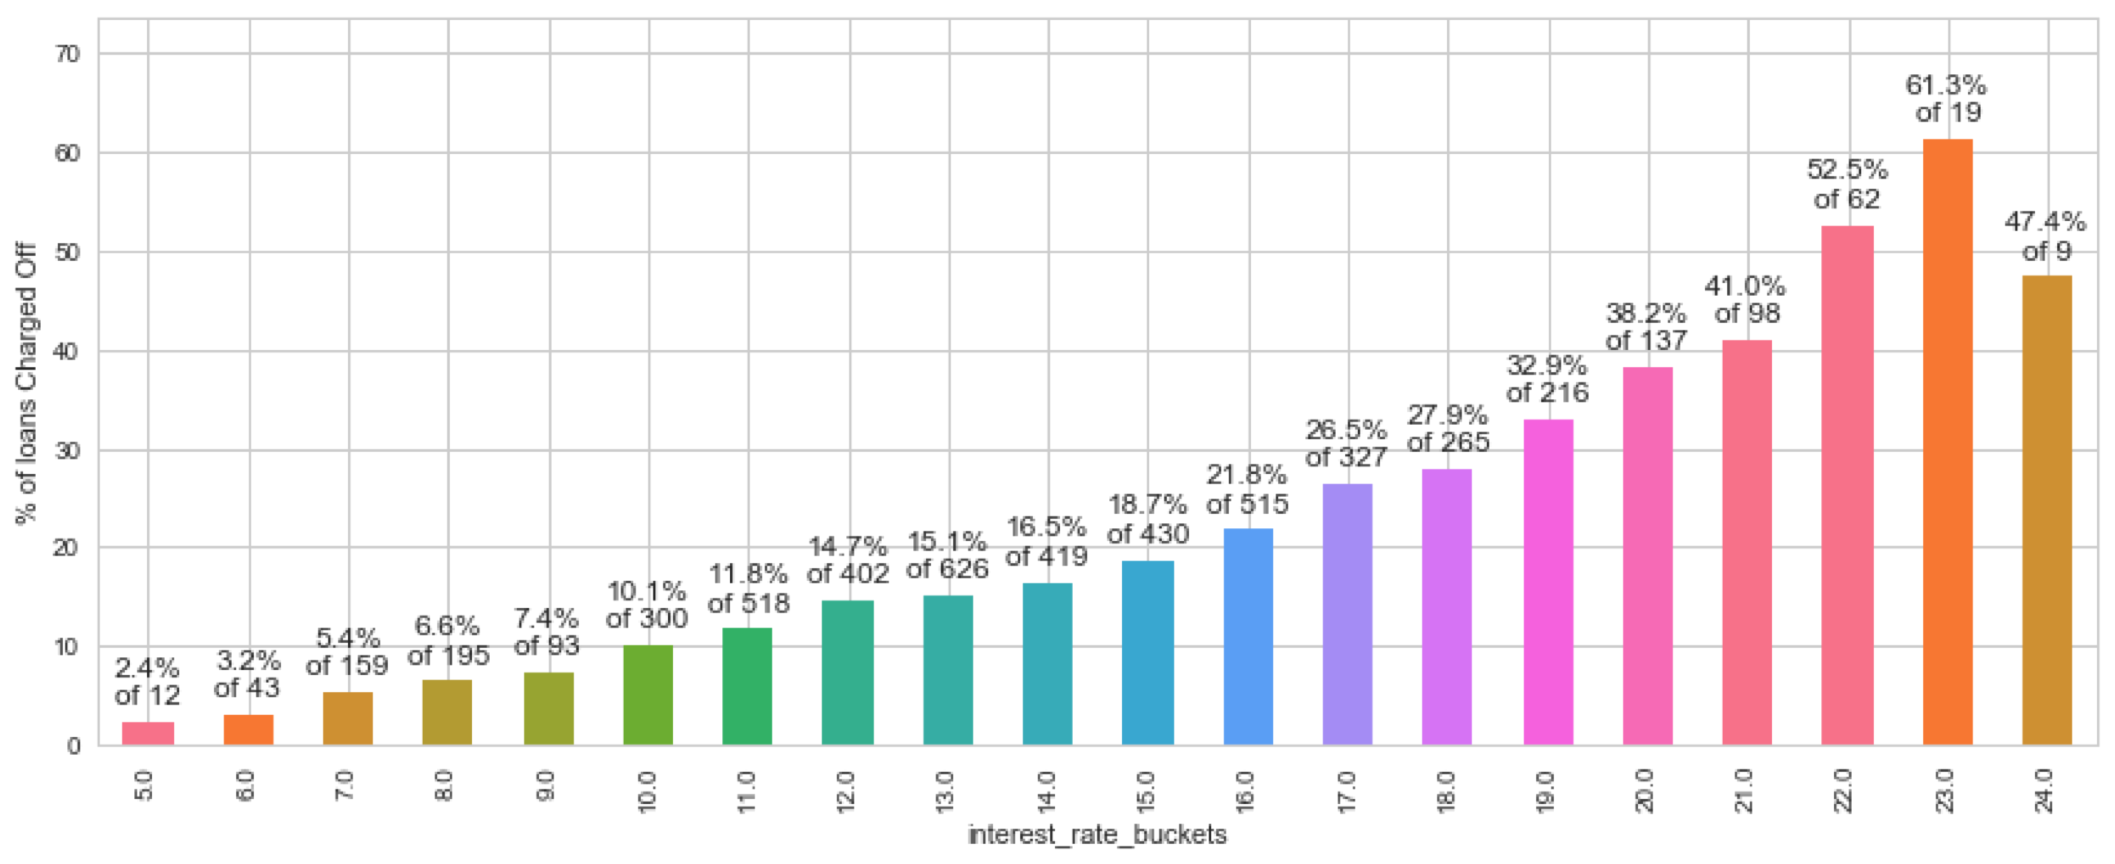 % of loans Charged Off
70
60
50
40
30
20
10
0
2.4%
of 12
3.2%
of 43
5.4%
of 159
6.6%
of 195
7.4%
of 93
10.1%
of 300
11.8%
of 518
14.7%
of 402
15.1%
of 626
16.5%
of 419
18.7%
of 430
21.8%
of 515
26.5%
of 327
27.9%
of 265
32.9%
of 216
38.2%
of 137
41.0%
of 98
52.5%
of 62
61.3%
of 19
47.4%
of 9
5.0
6.0
7.0
8.0
9.0
10.0
11.0
12.0
13.0
14.0
15.0
16.0
17.0
18.0
19.0
20.0
21.0
22.0
23.0
24.0
interest_rate_buckets